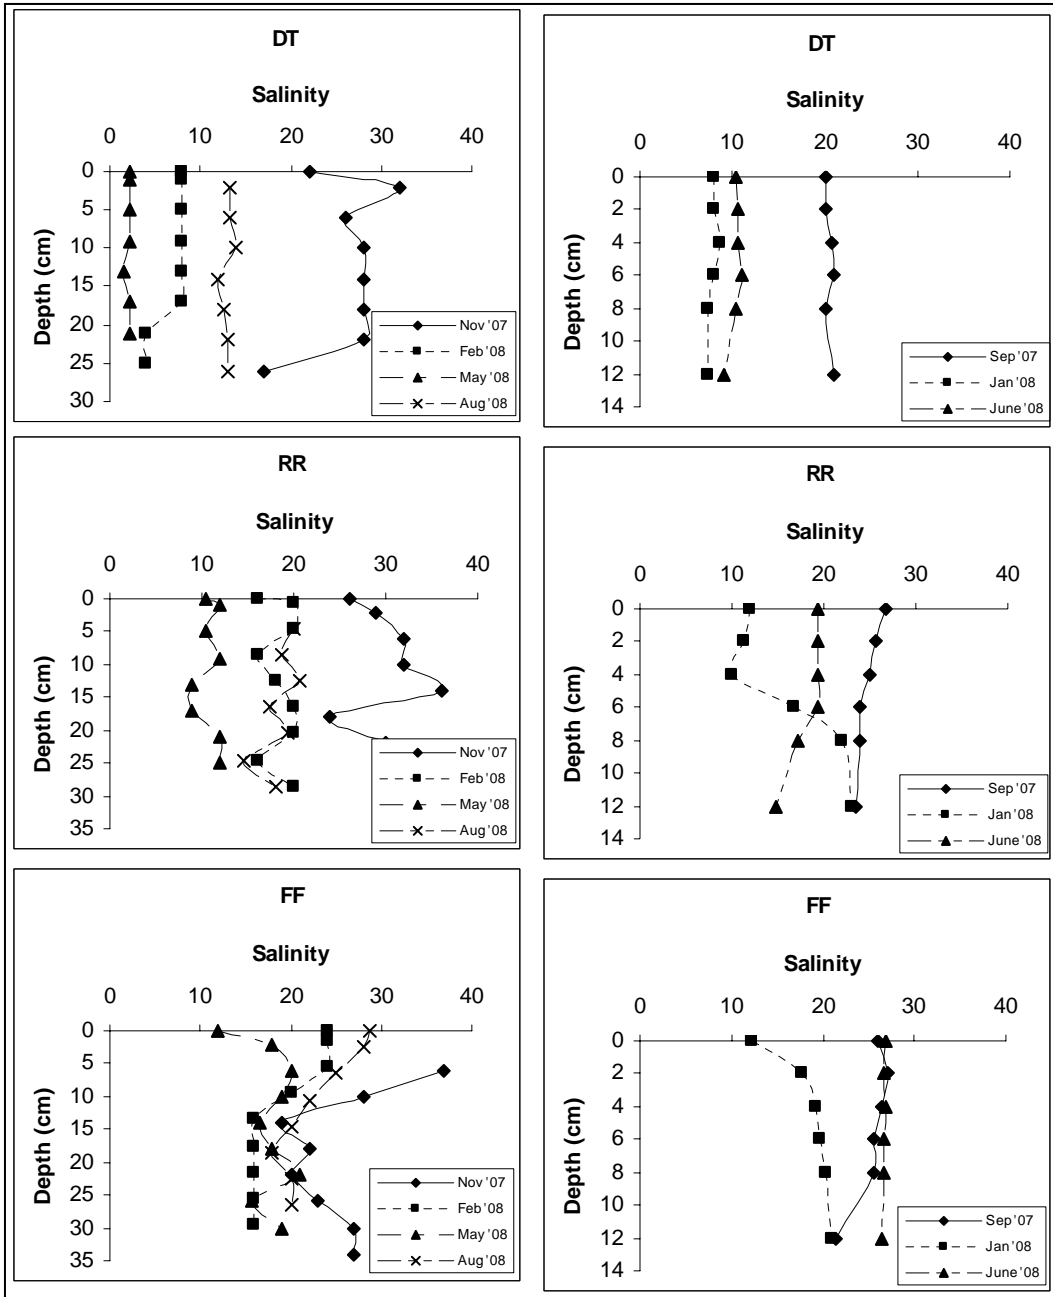 DT
Salinity
0 10 20 30 40
0
5
10
15
20
25
30
Depth (cm)
Nov '07
Feb '08
May '08
Aug '08
DT
Salinity
0 10 20 30 40
0
2
4
6
8
10
12
14
Depth (cm)
Sep '07
Jan '08
June '08
RR
Salinity
0 10 20 30 40
0
5
10
15
20
25
30
35
Depth (cm)
Nov '07
Feb '08
May '08
Aug '08
RR
Salinity
0 10 20 30 40
0
2
4
6
8
10
12
14
Depth (cm)
Sep '07
Jan '08
June '08
FF
Salinity
0 10 20 30 40
0
5
10
15
20
25
30
35
Depth (cm)
Nov '07
Feb '08
May '08
Aug '08
FF
Salinity
0 10 20 30 40
0
2
4
6
8
10
12
14
Depth (cm)
Sep '07
Jan '08
June '08